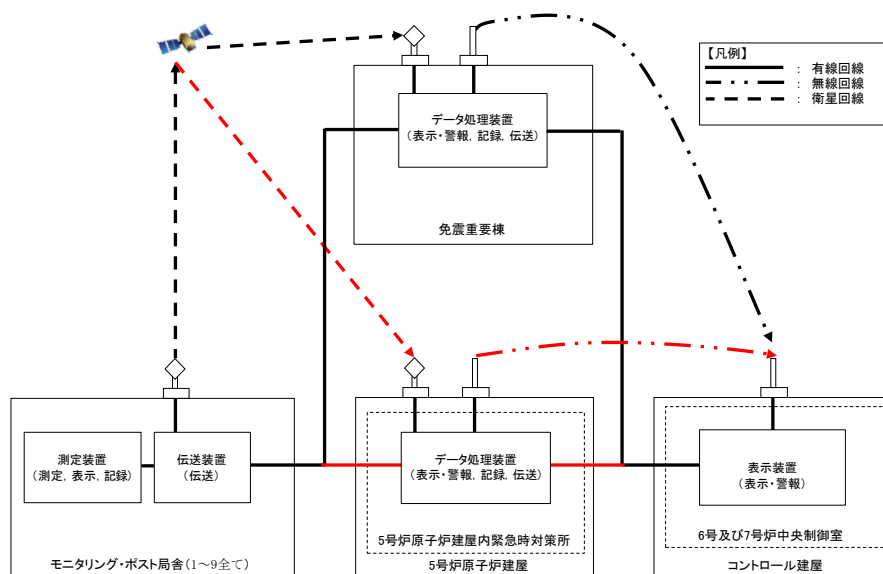 【凡例】
： 有線回線
： 無線回線
： 衛星回線
データ処理装置
(表示・警報, 記録, 伝送)
免震重要棟
測定装置
(測定, 表示, 記録)
伝送装置
(伝送)
データ処理装置
(表示・警報, 記録, 伝送)
表示装置
(表示・警報)
5号炉原子炉建屋内緊急時対策所
6号及び7号炉中央制御室
モニタリング・ポスト局舎(1～9全て)
5号炉原子炉建屋
コントロール建屋